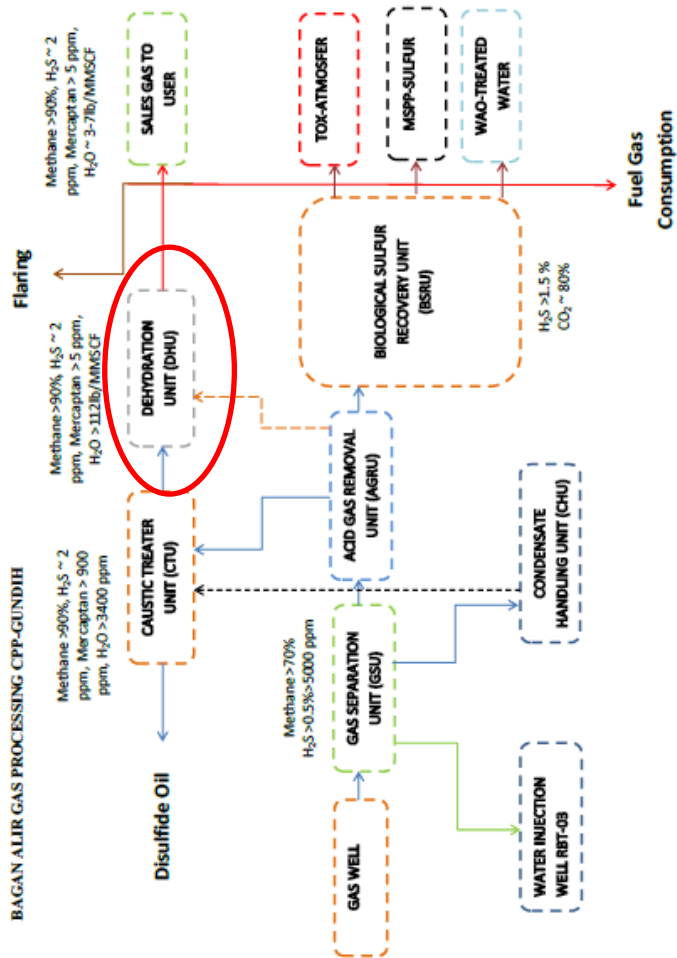 BAGAN ALIR GAS PROCESSING CPP-GUNDIH
Flaring
Methane >90%, H₂S ~ 2
ppm, Mercaptan > 900
ppm, H₂O >3400 ppm
Methane >90%, H₂S ~ 2
ppm, Mercaptan > 5 ppm,
H₂O >112lb/MMSCF
Methane >90%, H₂S ~ 2
ppm, Mercaptan > 5 ppm,
H₂O ~ 3-7lb/MMSCF
Disulfide Oil
CAUSTIC TREATER
UNIT (CTU)
DEHYDRATION
UNIT (DHU)
SALES GAS TO
USER
Methane >70%
H₂S >0.5%>5000 ppm
GAS WELL
GAS SEPARATION
UNIT (GSU)
ACID GAS REMOVAL
UNIT (AGRU)
BIOLOGICAL SULFUR
RECOVERY UNIT
(BSRU)
TOX-ATMOSFER
MSPP-SULFUR
WAO-TREATED
WATER
H₂S >1.5 %
CO₂ ~ 80%
WATER INJECTION
WELL RBT-03
CONDENSATE
HANDLING UNIT (CHU)
Fuel Gas
Consumption